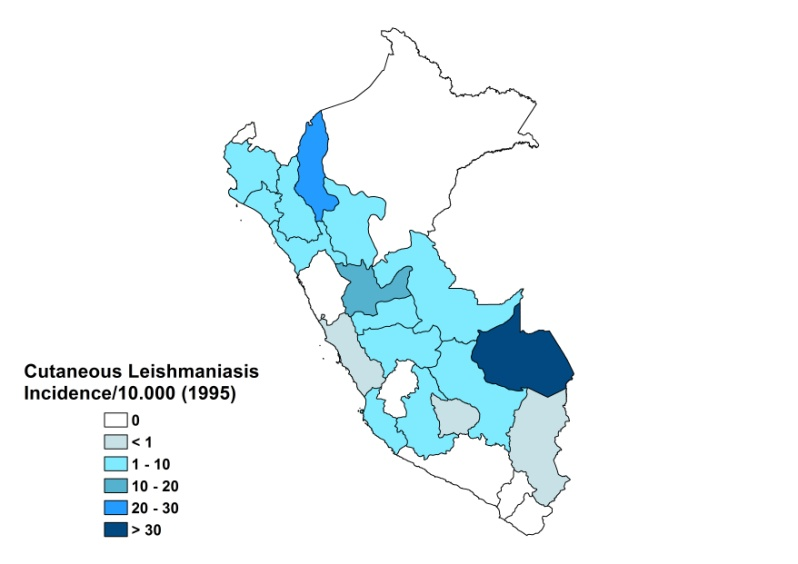 Cutaneous Leishmaniasis
Incidence/10.000 (1995)
0
< 1
1 - 10
10 - 20
20 - 30
> 30